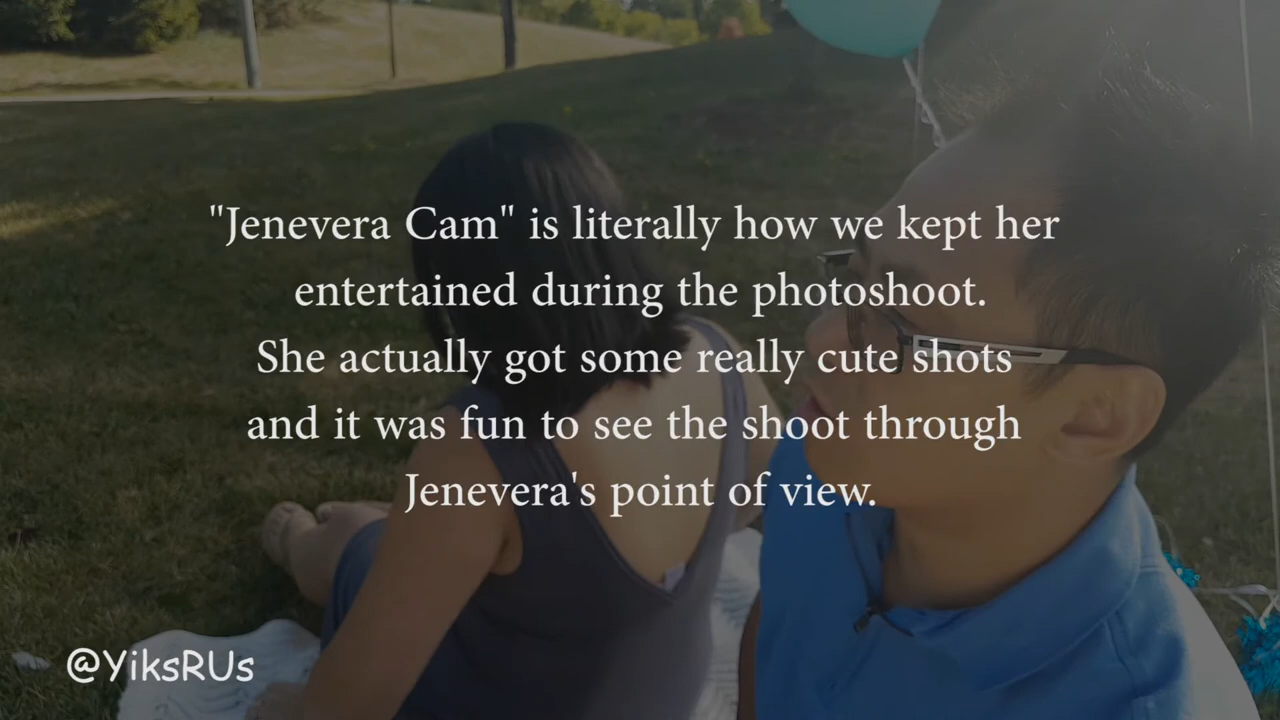 "Jenevera Cam" is literally how we kept her
entertained during the photoshoot.
She actually got some really cute shots
and it was fun to see the shoot through
Jenevera's point of view.
@YiksRUs